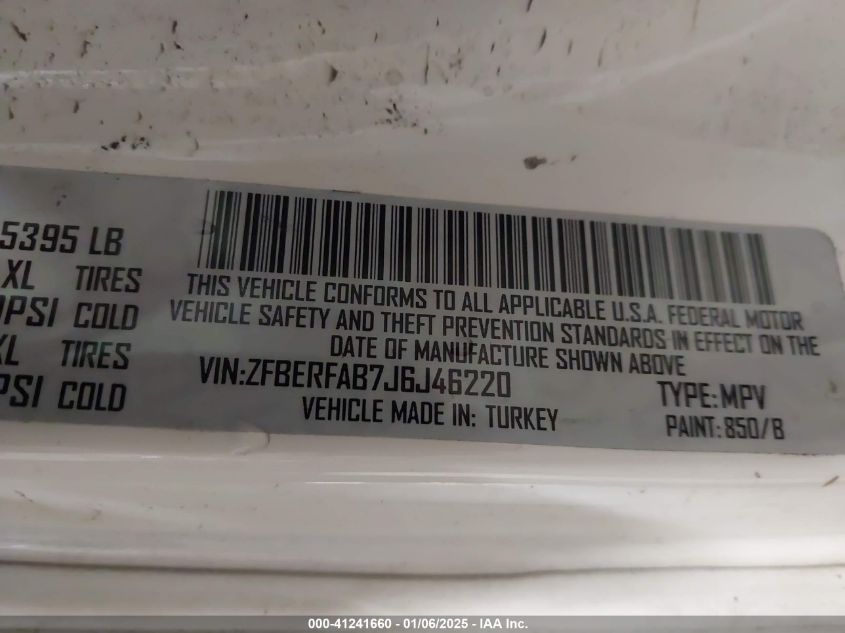 5395 LB
XL TIRES
PSI COLD
XL TIRES
PSI COLD
THIS VEHICLE CONFORMS TO ALL APPLICABLE U.S.A. FEDERAL MOTOR
VEHICLE SAFETY AND THEFT PREVENTION STANDARDS IN EFFECT ON THE
DATE OF MANUFACTURE SHOWN ABOVE
VIN:ZFBERFAB7J6J46220
TYPE:MPV
VEHICLE MADE IN: TURKEY
PAINT:850/B
000-41241660 - 01/06/2025 - IAA Inc.